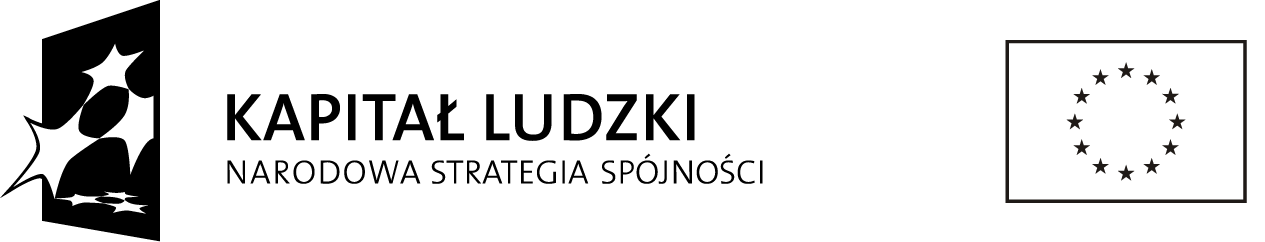 KAPITAŁ LUDZKI
NARODOWA STRATEGIA SPÓJNOŚCI